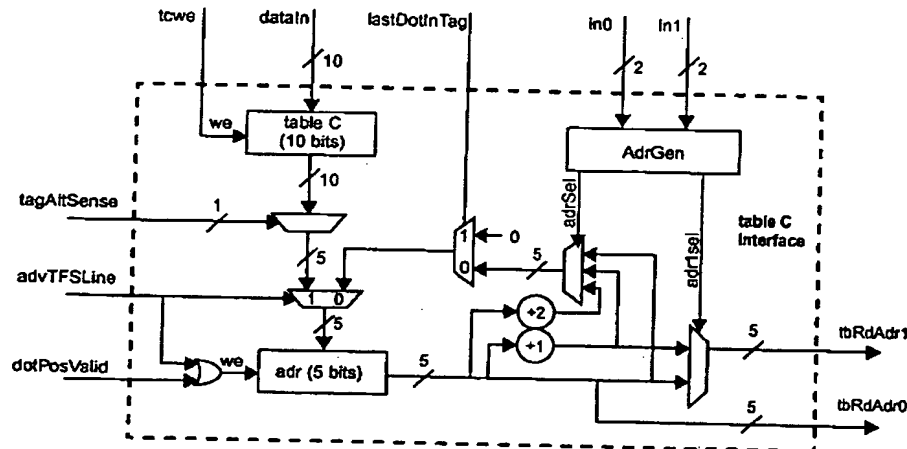 tcwe
dataIn
lastDotInTag
in0
in1
10
2
2
we
table C
(10 bits)
AdrGen
10
tagAltSense
1
adrSel
table C
Interface
1
0
0
adr1sel
5
5
advTFSLine
1 0
+2
5
+1
5
tbRdAdr1
dotPosValid
we
adr (5 bits)
5
5
tbRdAdr0